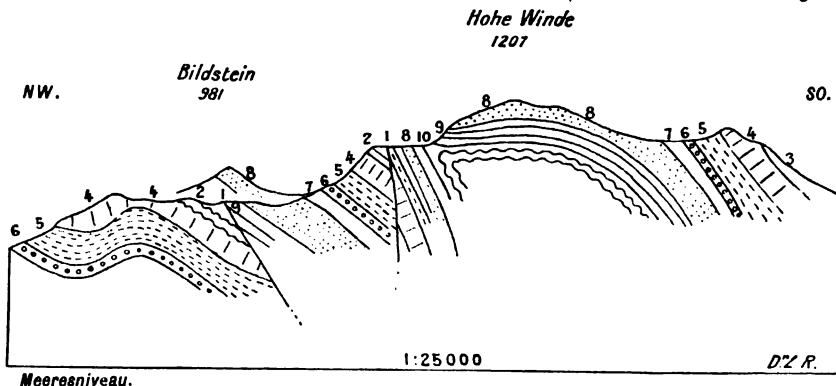 Hohe Winde
1207
Bildstein
981
NW.
SO.
6 5 4 4 2 1 9 8 7 6 5 4 2 1 8 10 9 8 8 7 6 5 4 3
1:25000
Meeresniveau.